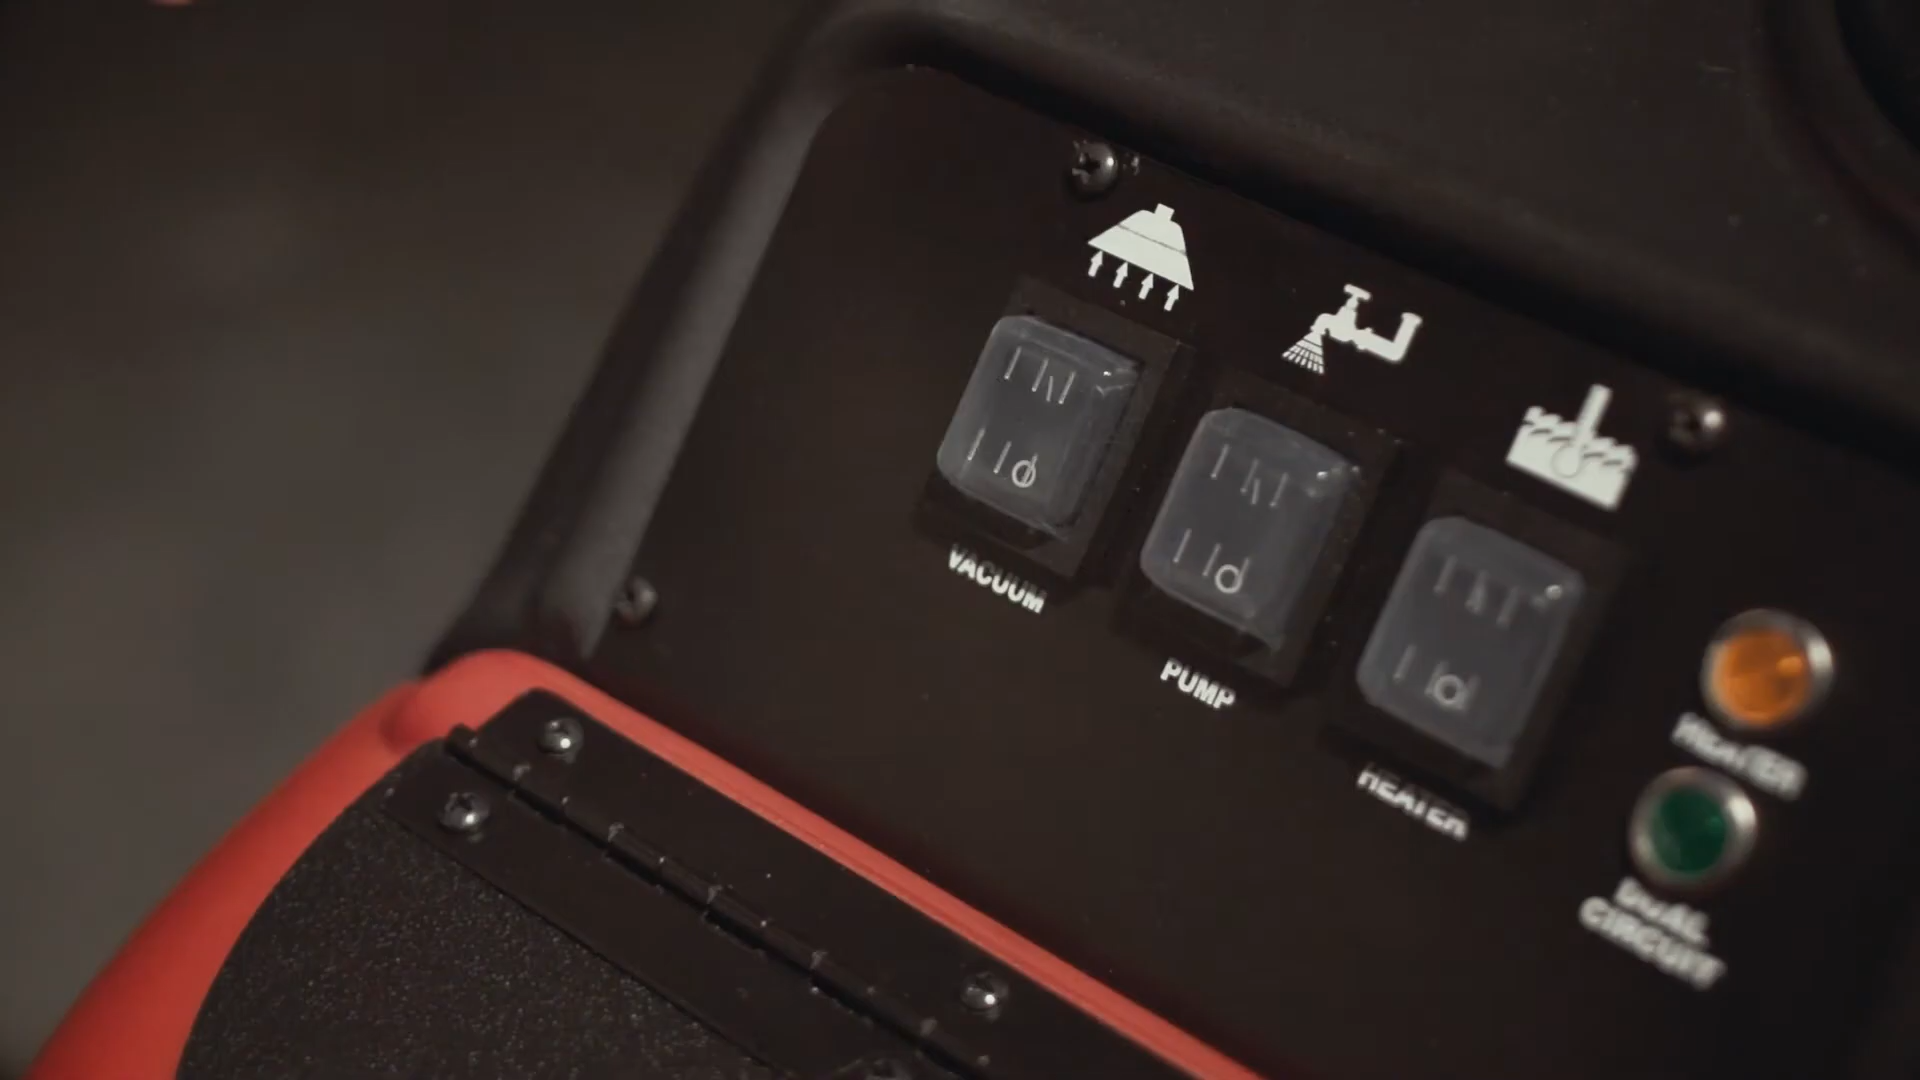 VACUUM
PUMP
HEATER
HEATER
DUAL
CIRCUIT